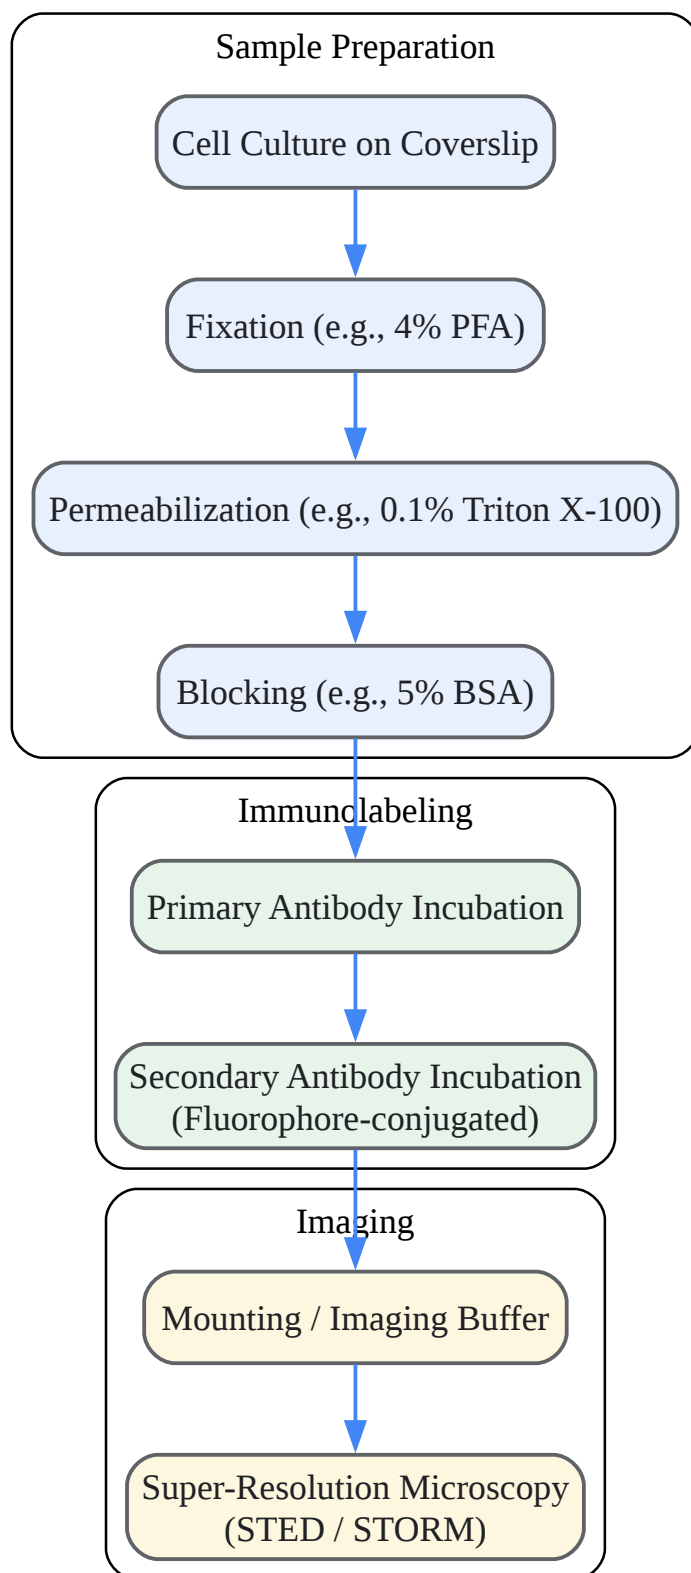 Sample Preparation
Cell Culture on Coverslip
Fixation (e.g., 4% PFA)
Permeabilization (e.g., 0.1% Triton X-100)
Blocking (e.g., 5% BSA)
Immunolabeling
Primary Antibody Incubation
Secondary Antibody Incubation
(Fluorophore-conjugated)
Imaging
Mounting / Imaging Buffer
Super-Resolution Microscopy
(STED / STORM)